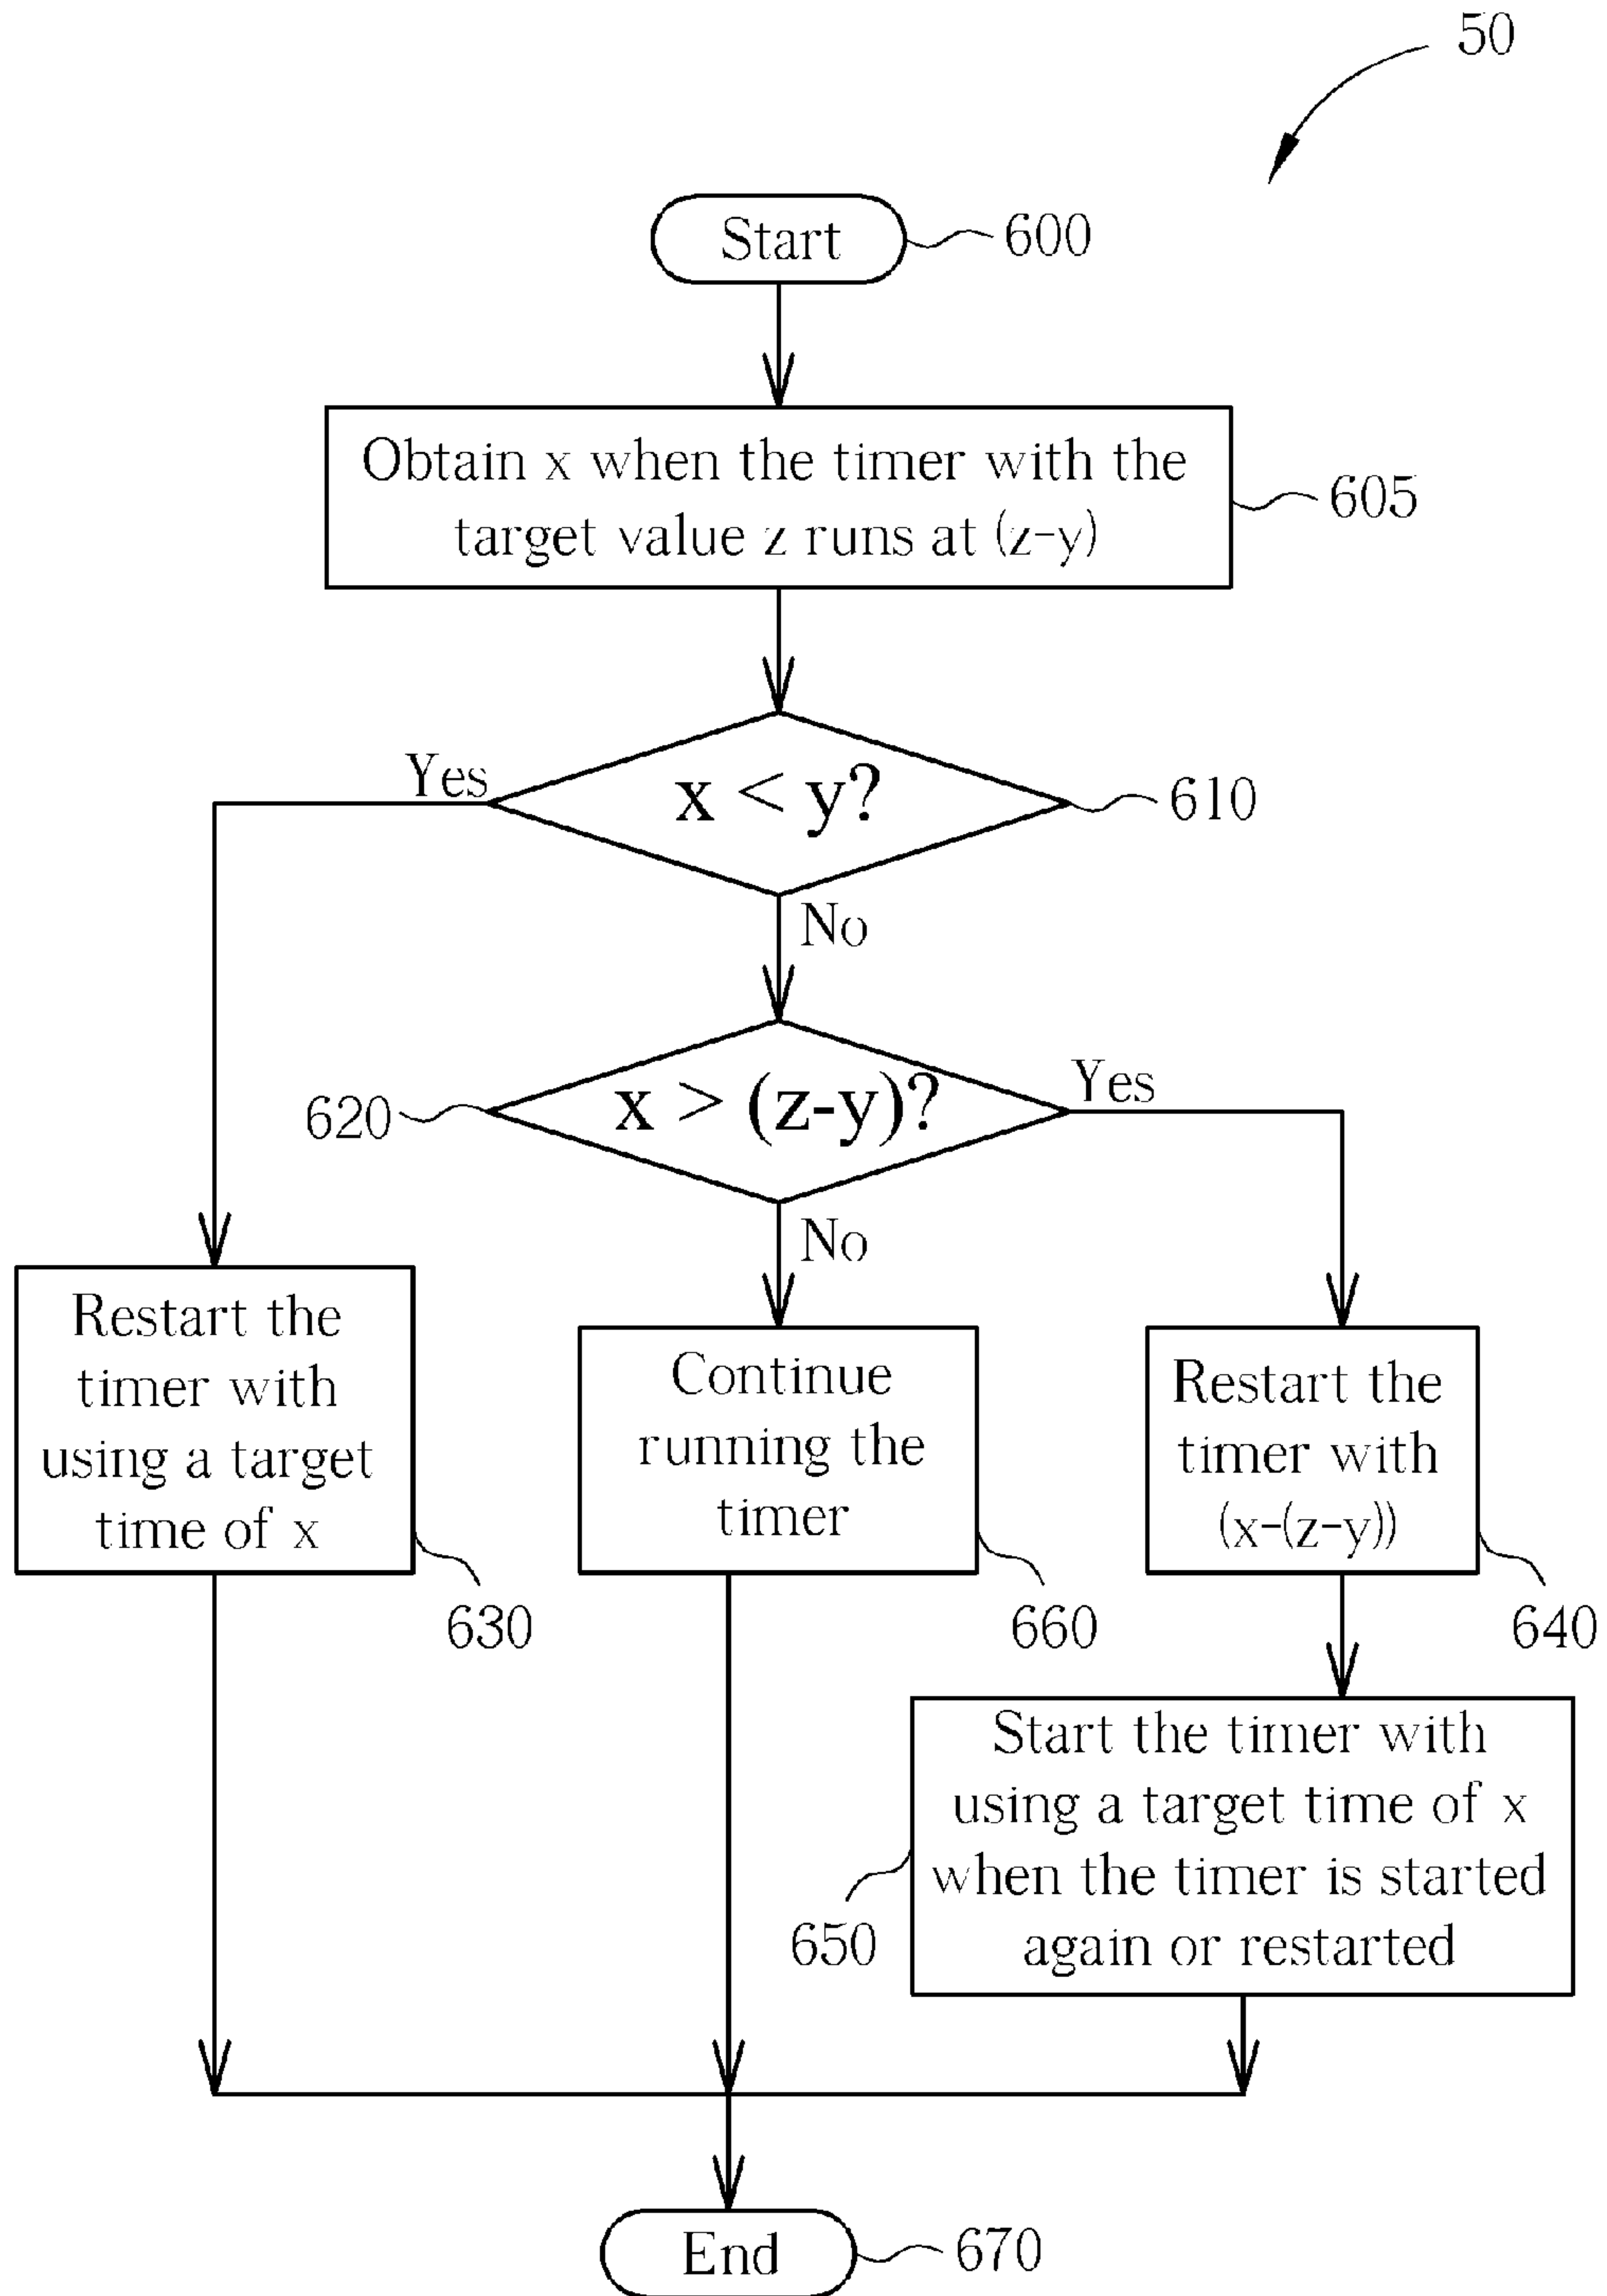 50
Start
600
Obtain x when the timer with the
target value z runs at (z-y)
605
Yes
x < y?
610
No
620
x > (z-y)?
Yes
No
Restart the
timer with
using a target
time of x
630
Continue
running the
timer
660
Restart the
timer with
(x-(z-y))
640
Start the timer with
using a target time of x
when the timer is started
again or restarted
650
End
670